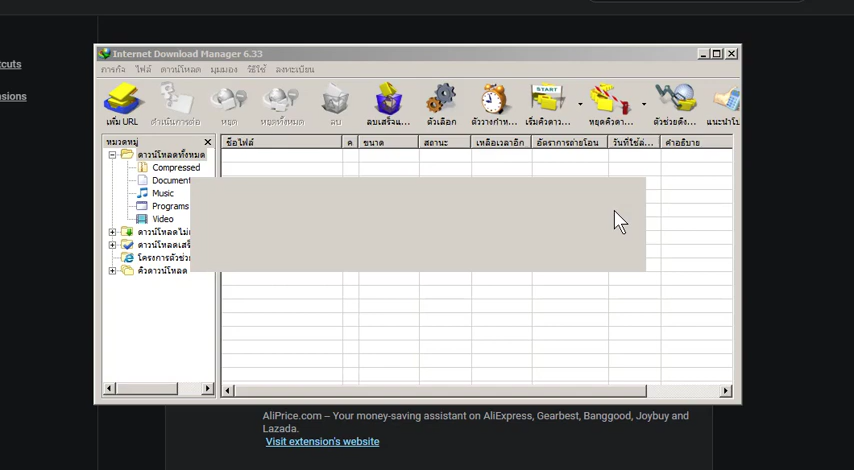 cuts
nsions
Internet Download Manager 6.33
ภารกิจ ไฟล์ ดาวน์โหลด มุมมอง วิธีใช้ ลงทะเบียน
START
เพิ่ม URL ดำเนินการต่อ หยุด หยุดทั้งหมด ลบ ลบเสร็จแ... ตัวเลือก ตัววางกำห... เริ่มคิวดาว... หยุดคิวดา... ตัวช่วยดึง... แนะนำโป
หมวดหมู่
ชื่อไฟล์ ค ขนาด สถานะ เหลือเวลาอีก อัตราการถ่ายโอน วันที่ใช้ล่... คำอธิบาย
ดาวน์โหลดทั้งหมด
Compressed
Document
Music
Programs
Video
ดาวน์โหลดไม่
ดาวน์โหลดเสร็
โครงการตัวช่ว
คิวดาวน์โหลด
AliPrice.com – Your money-saving assistant on AliExpress, Gearbest, Banggood, Joybuy and
Lazada.
Visit extension's website